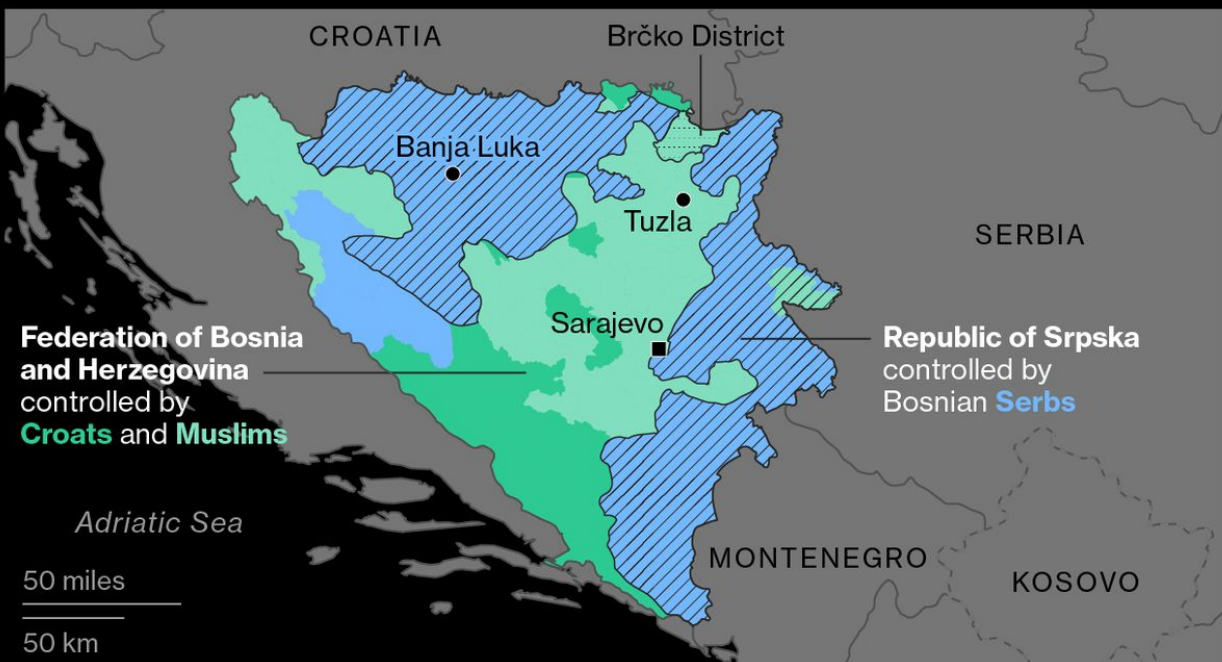 CROATIA
Brčko District
Banja Luka
Tuzla
SERBIA
Sarajevo
Federation of Bosnia
and Herzegovina
controlled by
Croats and Muslims
Republic of Srpska
controlled by
Bosnian Serbs
Adriatic Sea
MONTENEGRO
KOSOVO
50 miles
50 km